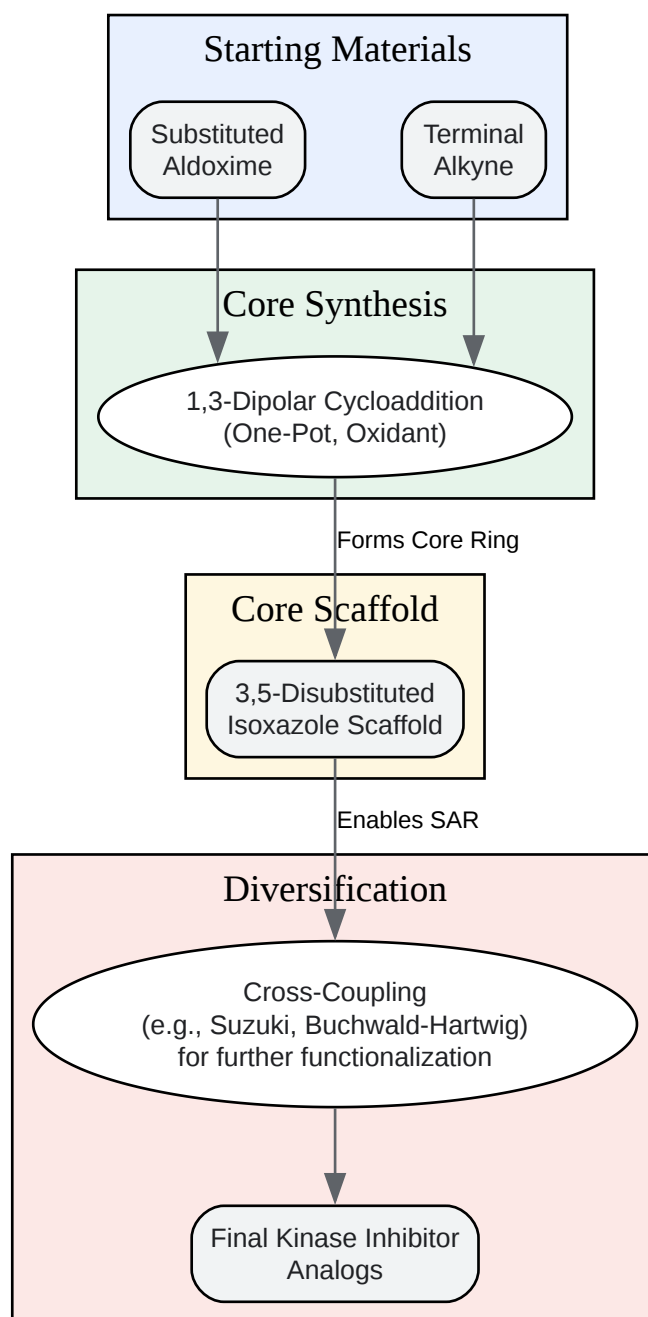 Starting Materials
Substituted
Aldoxime
Terminal
Alkyne
Core Synthesis
1,3-Dipolar Cycloaddition
(One-Pot, Oxidant)
Forms Core Ring
Core Scaffold
3,5-Disubstituted
Isoxazole Scaffold
Enables SAR
Diversification
Cross-Coupling
(e.g., Suzuki, Buchwald-Hartwig)
for further functionalization
Final Kinase Inhibitor
Analogs